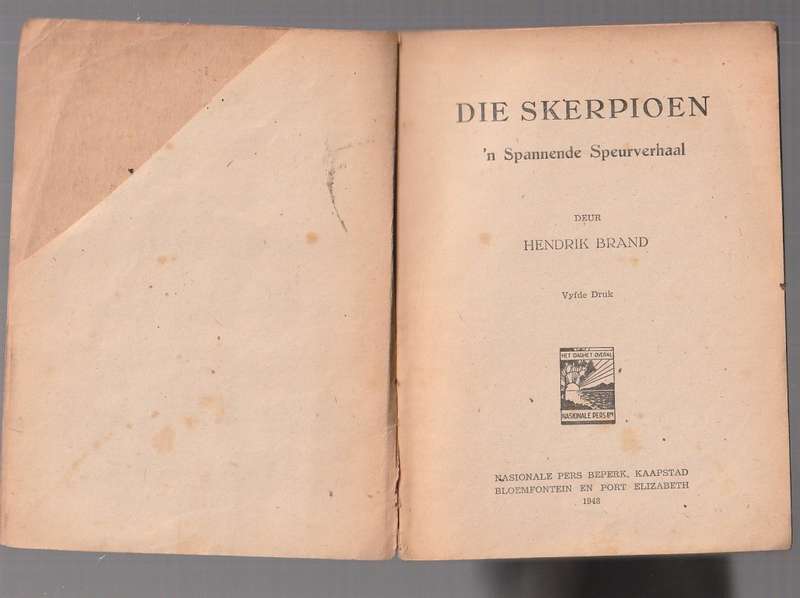 DIE SKERPIOEN
'n Spannende Speurverhaal
DEUR
HENDRIK BRAND
Vyfde Druk
HET DAGHET OVERAL
NASIONALE PERS BPK
NASIONALE PERS BEPERK, KAAPSTAD
BLOEMFONTEIN EN PORT ELIZABETH
1948